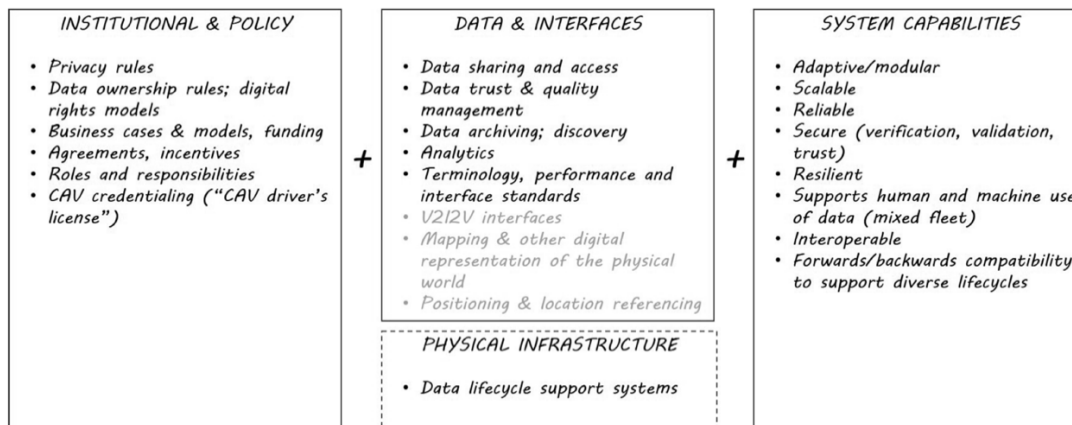 INSTITUTIONAL & POLICY
• Privacy rules
• Data ownership rules; digital
rights models
• Business cases & models, funding
• Agreements, incentives
• Roles and responsibilities
• CAV credentialing (“CAV driver’s
license”)
+
DATA & INTERFACES
• Data sharing and access
• Data trust & quality
management
• Data archiving; discovery
• Analytics
• Terminology, performance and
interface standards
• V2I2V interfaces
• Mapping & other digital
representation of the physical
world
• Positioning & location referencing
PHYSICAL INFRASTRUCTURE
• Data lifecycle support systems
+
SYSTEM CAPABILITIES
• Adaptive/modular
• Scalable
• Reliable
• Secure (verification, validation,
trust)
• Resilient
• Supports human and machine use
of data (mixed fleet)
• Interoperable
• Forwards/backwards compatibility
to support diverse lifecycles